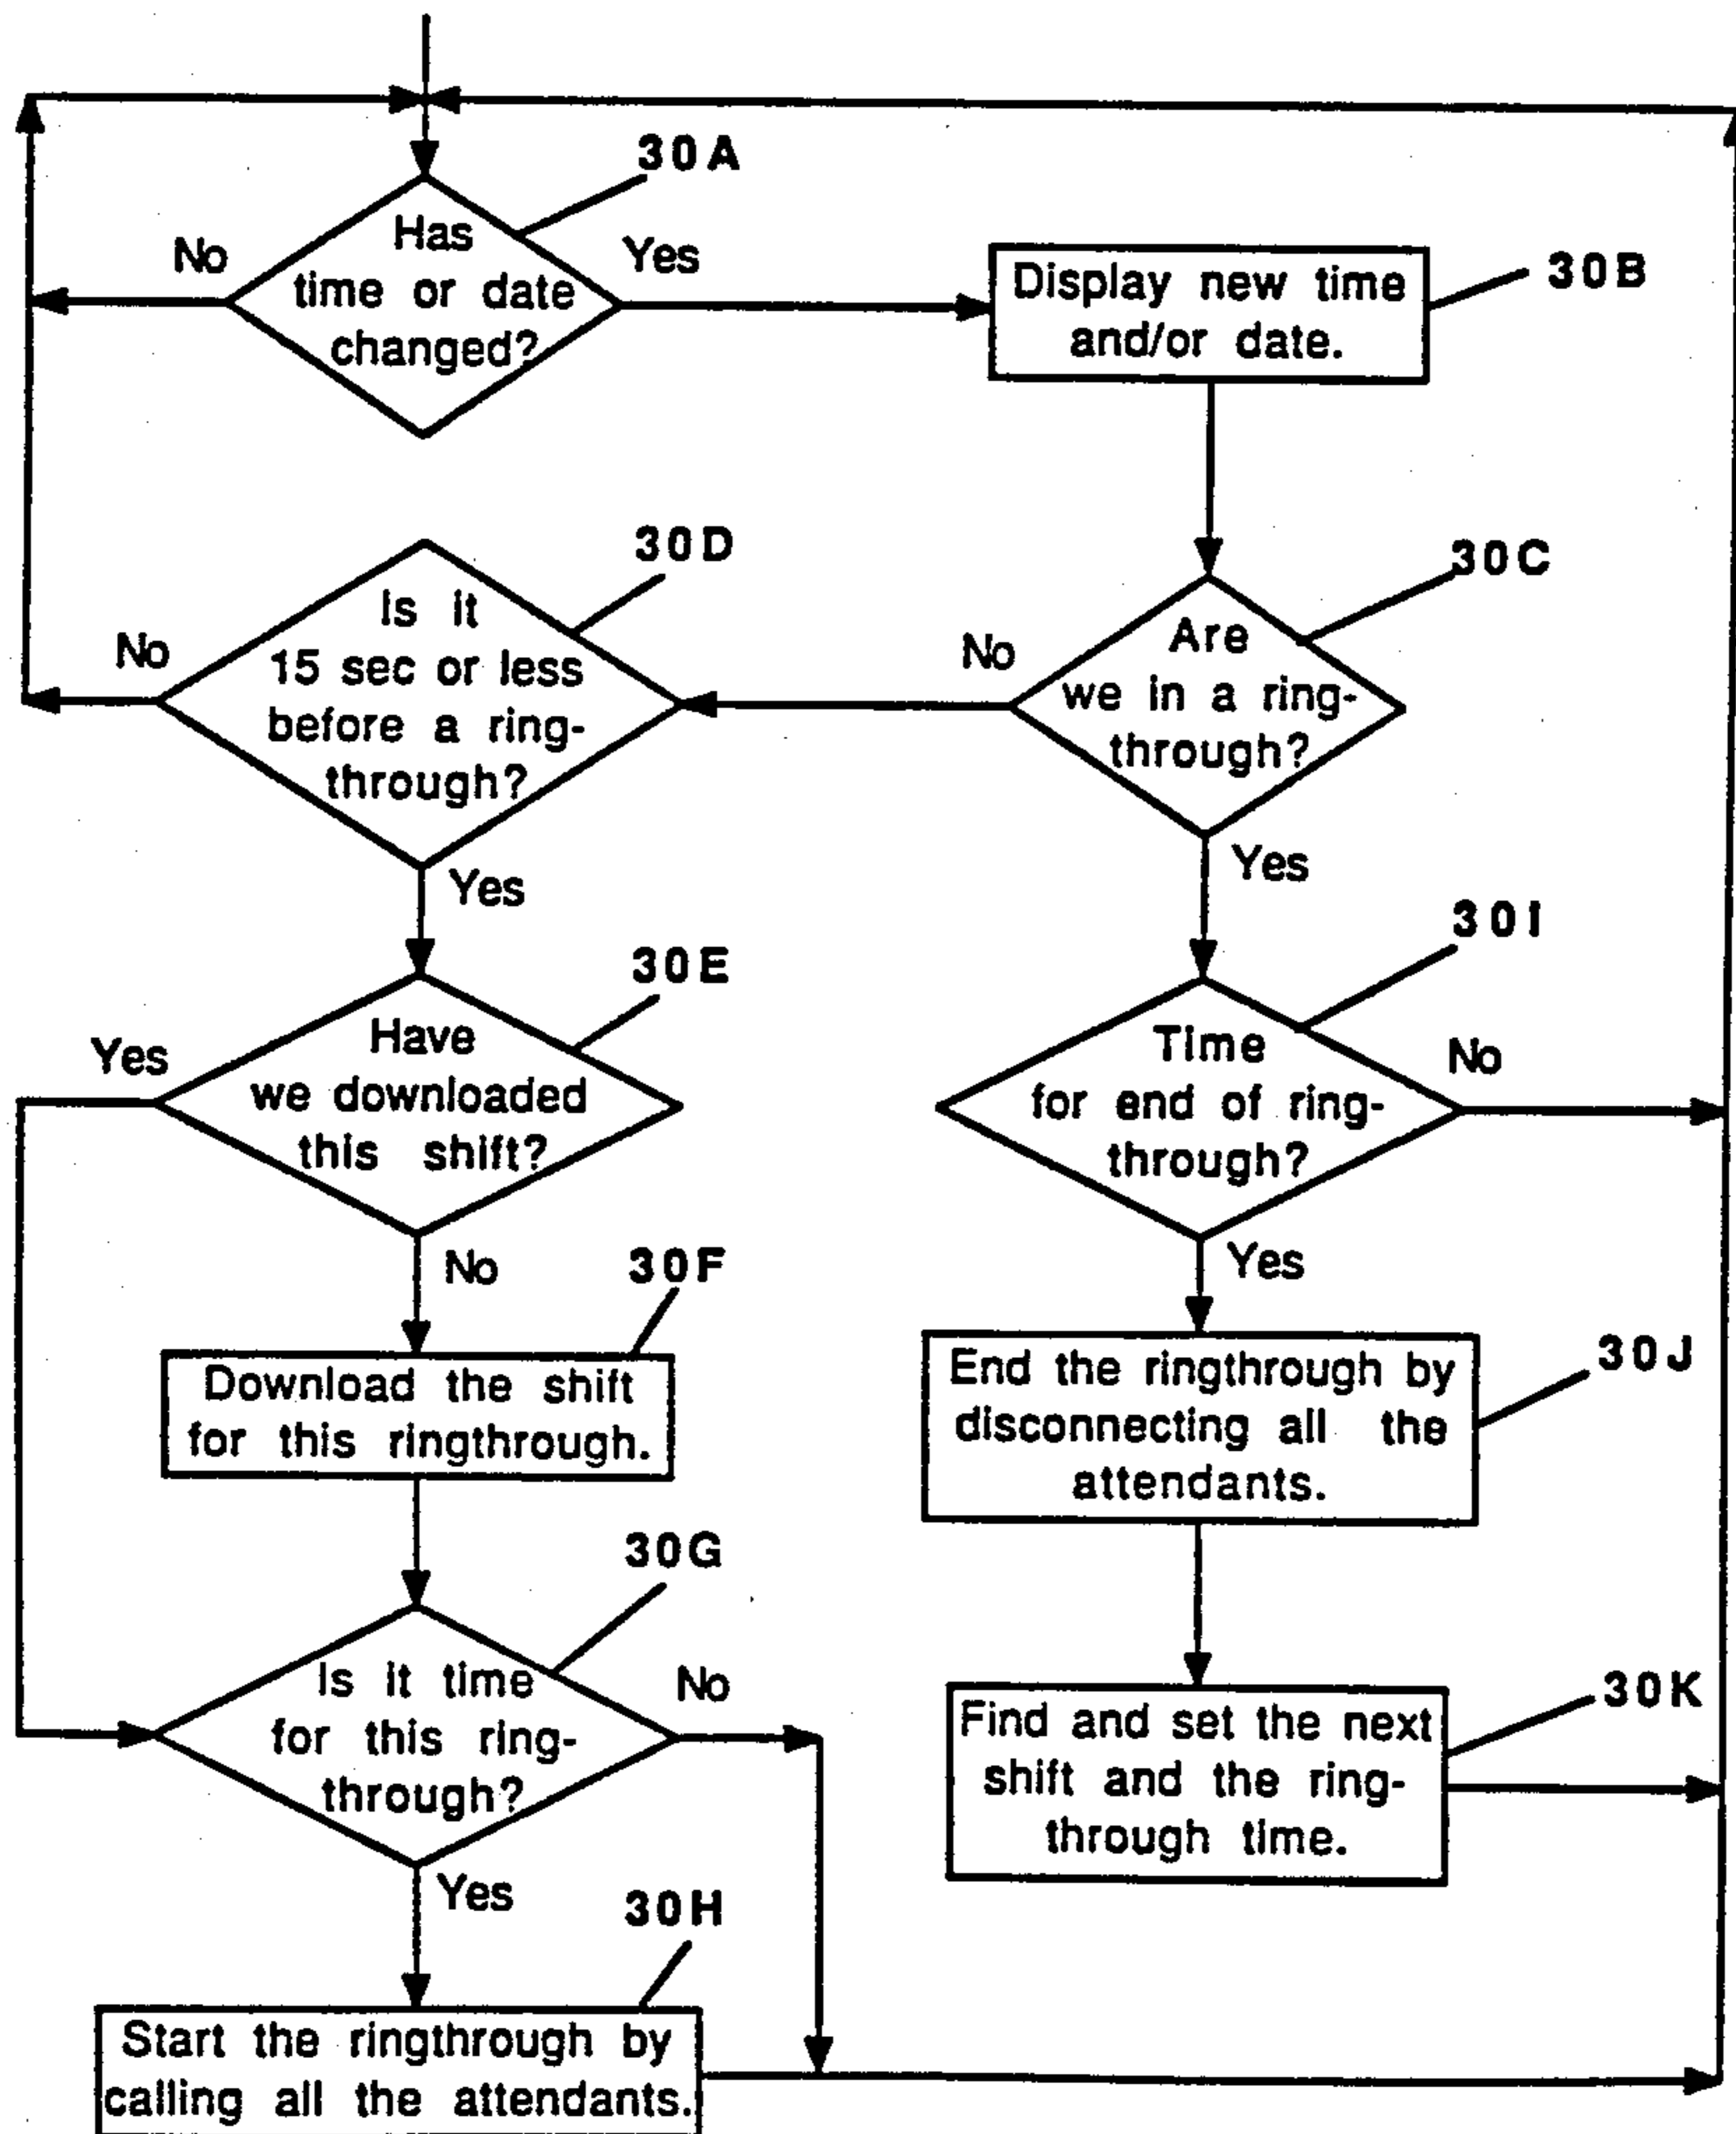 30A
Has
time or date
changed?
No
Yes
Display new time
and/or date.
30B
30D
Is it
15 sec or less
before a ring-
through?
No
Yes
30C
Are
we in a ring-
through?
No
Yes
30E
Have
we downloaded
this shift?
Yes
No
30I
Time
for end of ring-
through?
No
Yes
30F
Download the shift
for this ringthrough.
30J
End the ringthrough by
disconnecting all the
attendants.
30G
Is it time
for this ring-
through?
No
Yes
30K
Find and set the next
shift and the ring-
through time.
30H
Start the ringthrough by
calling all the attendants.